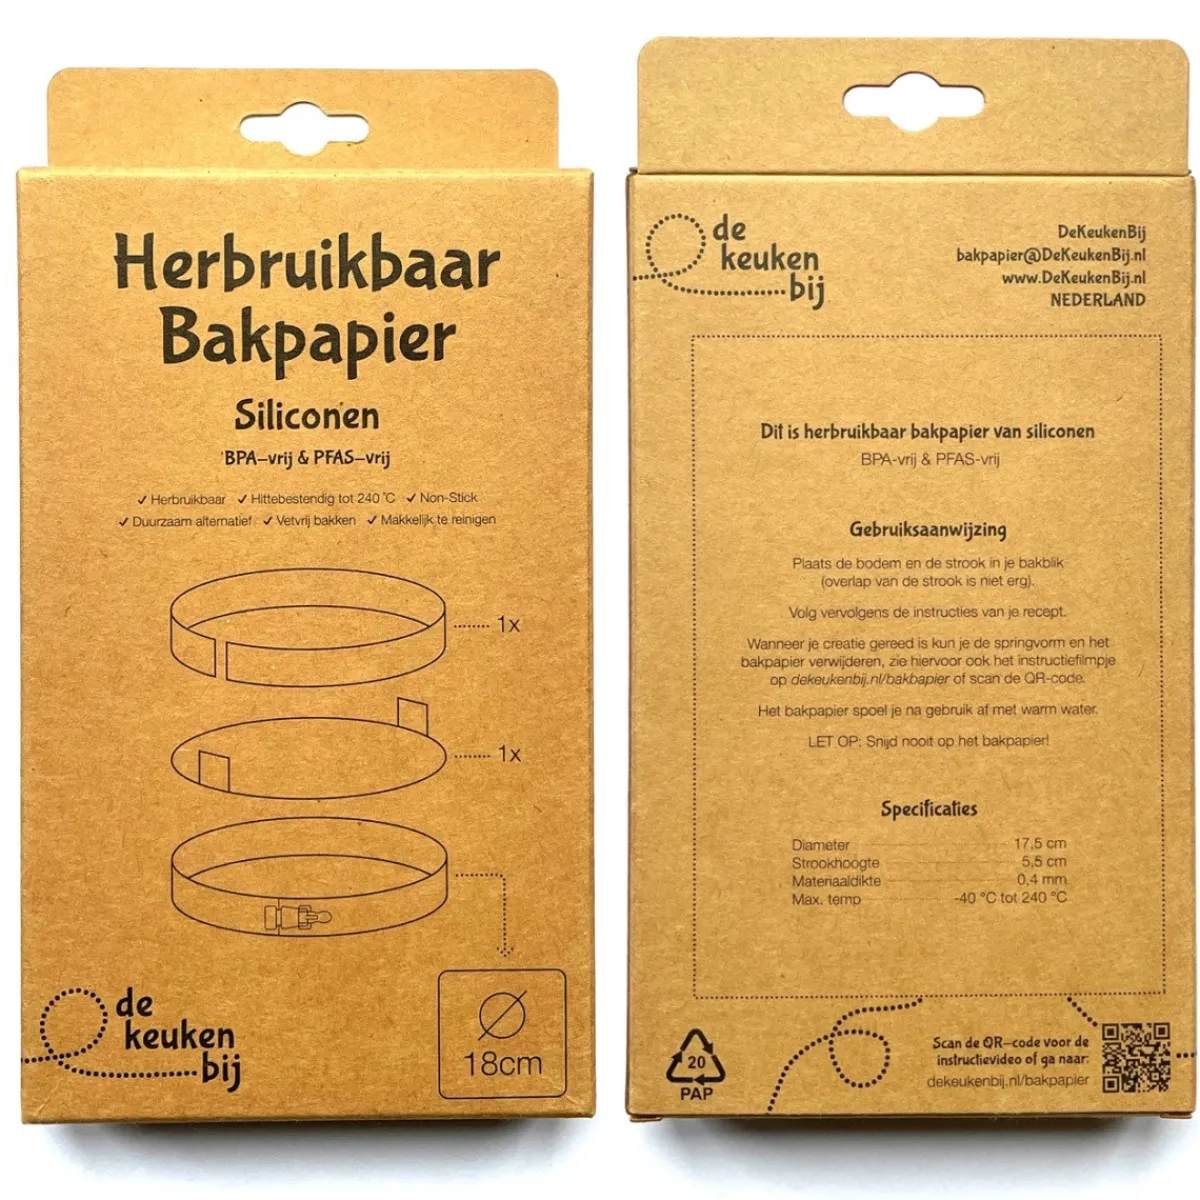 Herbruikbaar
Bakpapier
Siliconen
BPA-vrij & PFAS-vrij
✓ Herbruikbaar ✓ Hittebestendig tot 240 °C ✓ Non-Stick
✓ Duurzaam alternatief ✓ Vetvrij bakken ✓ Makkelijk te reinigen
1x
1x
18cm
de
keuken
bij
de
keuken
bij
DeKeukenBij
bakpapier@DeKeukenBij.nl
www.DeKeukenBij.nl
NEDERLAND
Dit is herbruikbaar bakpapier van siliconen
BPA-vrij & PFAS-vrij
Gebruiksaanwijzing
Plaats de bodem en de strook in je bakblik
(overlap van de strook is niet erg).
Volg vervolgens de instructies van je recept.
Wanneer je creatie gereed is kun je de springvorm en het
bakpapier verwijderen, zie hiervoor ook het instructiefilmpje
op dekeukenbij.nl/bakbapier of scan de QR-code.
Het bakpapier spoel je na gebruik af met warm water.
LET OP: Snijd nooit op het bakpapier!
Specificaties
Diameter 17,5 cm
Strookhoogte 5,5 cm
Materiaaldikte 0,4 mm
Max. temp -40 °C tot 240 °C
20
PAP
Scan de QR-code voor de
instructievideo of ga naar:
dekeukenbij.nl/bakpapier